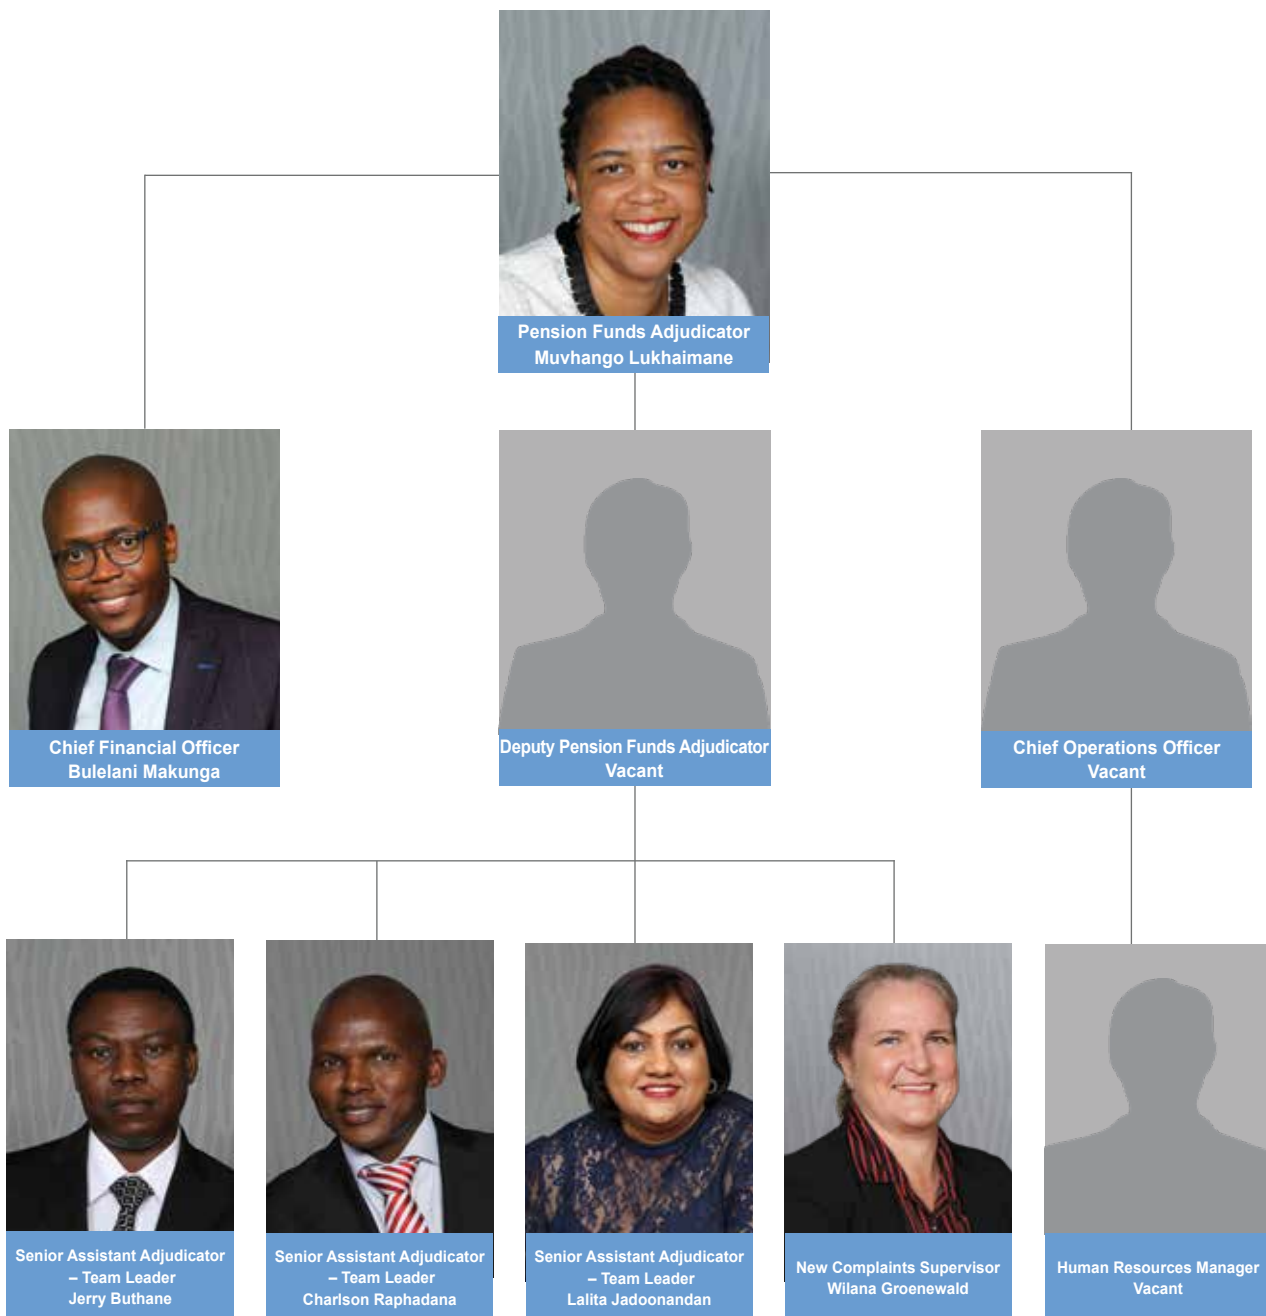 Pension Funds Adjudicator
Muvhango Lukhaimane
Chief Financial Officer
Bulelani Makunga
Deputy Pension Funds Adjudicator
Vacant
Chief Operations Officer
Vacant
Senior Assistant Adjudicator
– Team Leader
Jerry Buthane
Senior Assistant Adjudicator
– Team Leader
Charlson Raphadana
Senior Assistant Adjudicator
– Team Leader
Lalita Jadoonandan
New Complaints Supervisor
Wilana Groenewald
Human Resources Manager
Vacant